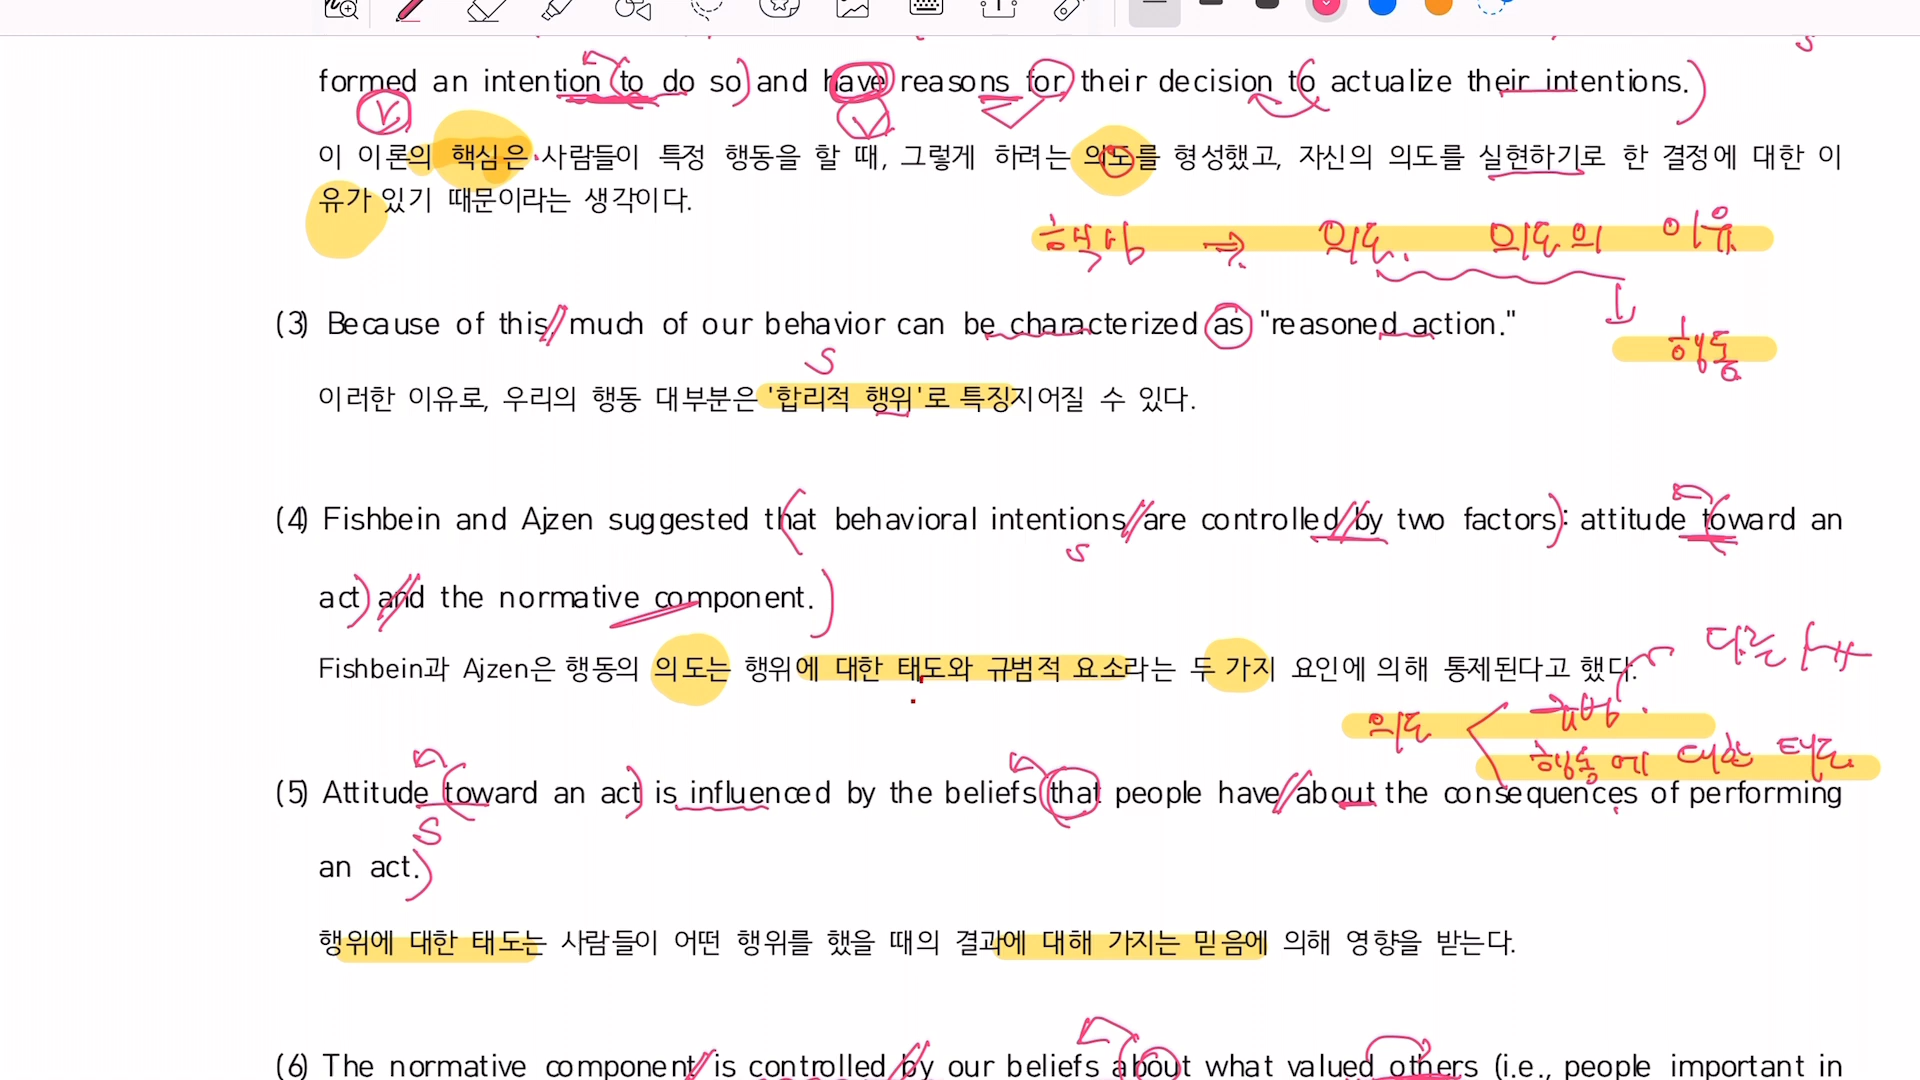 formed an intention to do so and have reasons for their decision to actualize their intentions.
V
V
이 이론의 핵심은 사람들이 특정 행동을 할 때, 그렇게 하려는 의도를 형성했고, 자신의 의도를 실현하기로 한 결정에 대한 이
유가 있기 때문이라는 생각이다.
핵심 → 의도. 의도의 이유
(3) Because of this, much of our behavior can be characterized as "reasoned action."
S
행동
이러한 이유로, 우리의 행동 대부분은 '합리적 행위'로 특징지어질 수 있다.
(4) Fishbein and Ajzen suggested that behavioral intentions are controlled by two factors: attitude toward an
S
act and the normative component.
Fishbein과 Ajzen은 행동의 의도는 행위에 대한 태도와 규범적 요소라는 두 가지 요인에 의해 통제된다고 했다.
의도
규범.
행동에 대한 태도
(5) Attitude toward an act is influenced by the beliefs that people have about the consequences of performing
S
an act.
행위에 대한 태도는 사람들이 어떤 행위를 했을 때의 결과에 대해 가지는 믿음에 의해 영향을 받는다.
(6) The normative component is controlled by our beliefs about what valued others (i.e., people important in